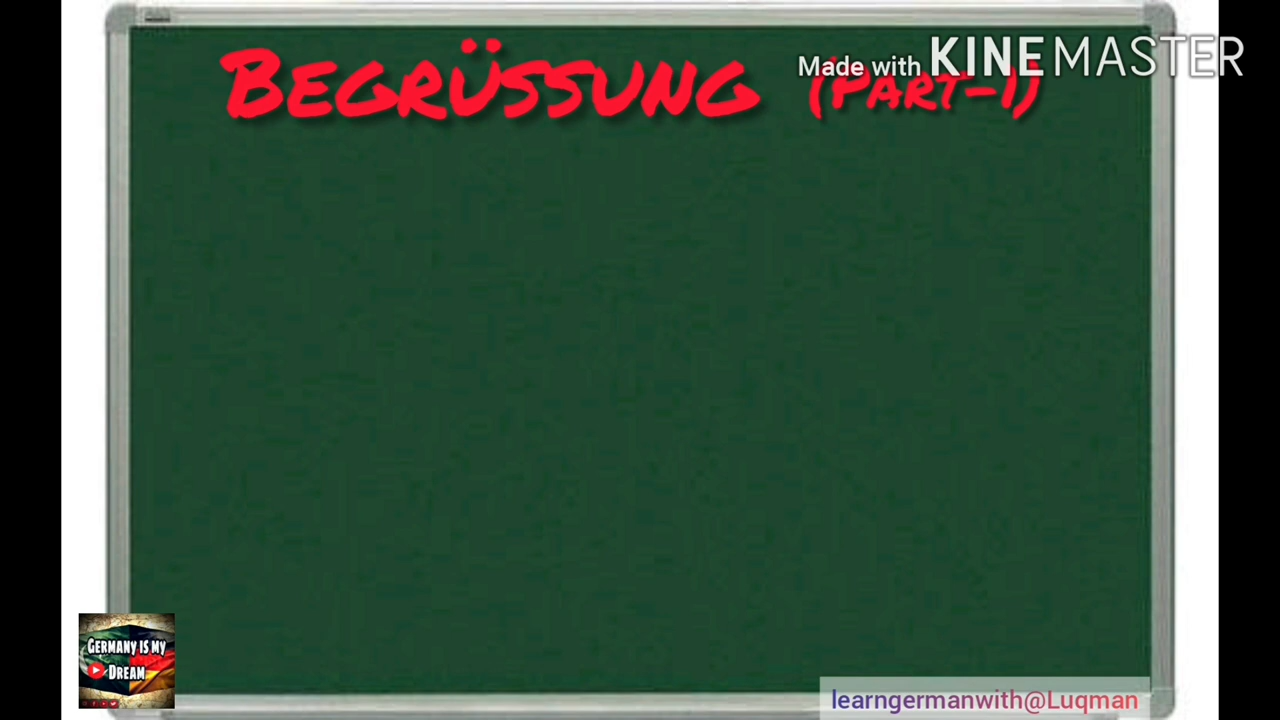 BEGRÜSSUNG (PART-1)
Made with KINEMASTER
GERMANY IS MY
DREAM
learngermanwith@Luqman